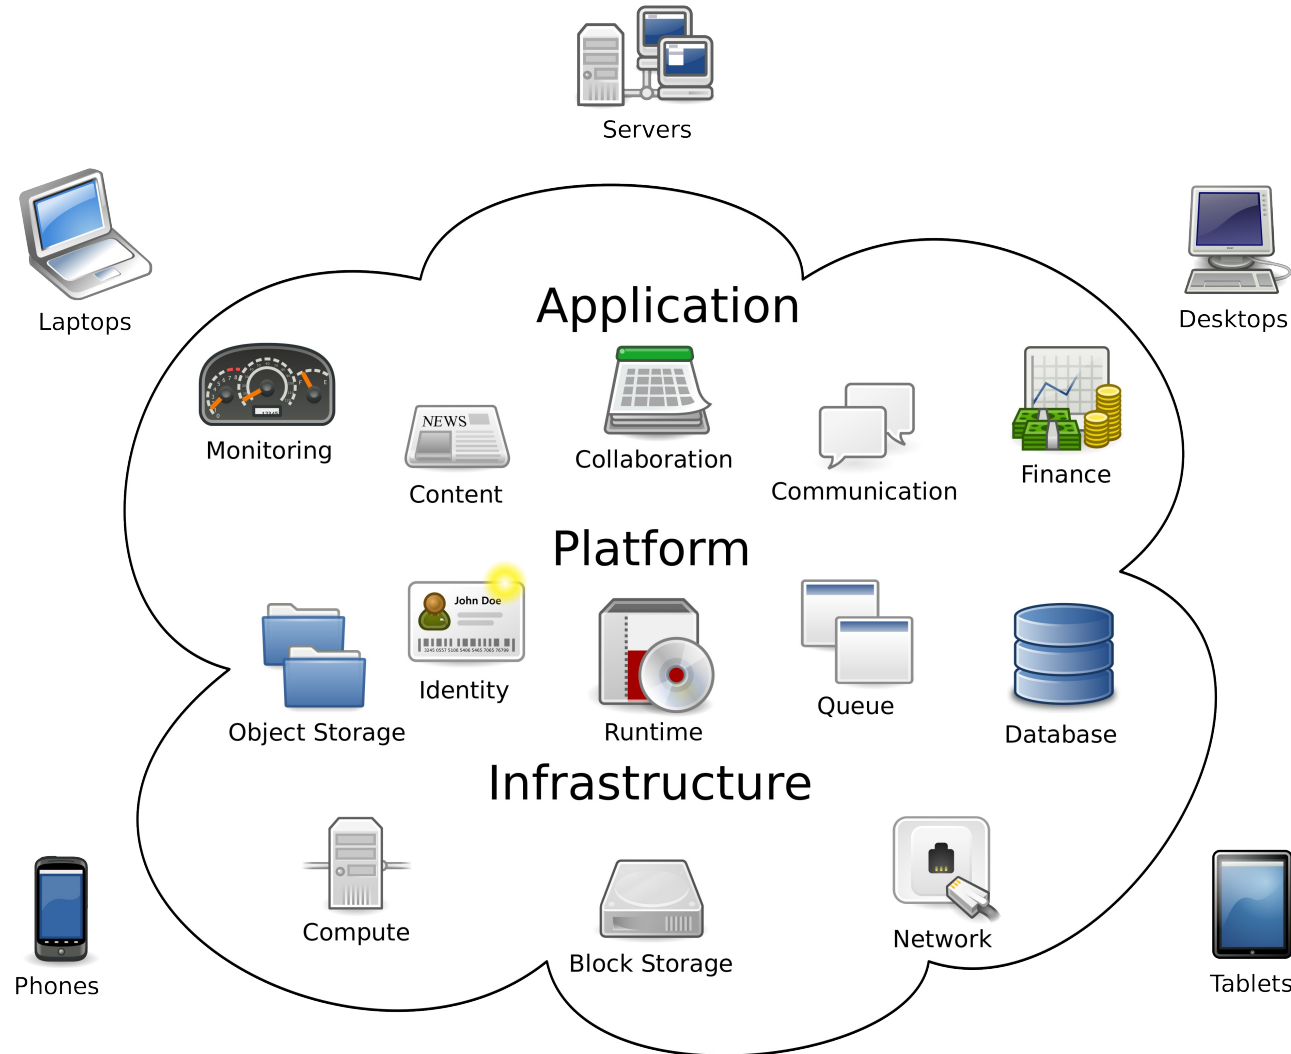 Servers
Laptops
Desktops
Application
Monitoring
NEWS
Content
Collaboration
Communication
Finance
Platform
Object Storage
John Doe
Identity
Runtime
Queue
Database
Infrastructure
Compute
Block Storage
Network
Phones
Tablets